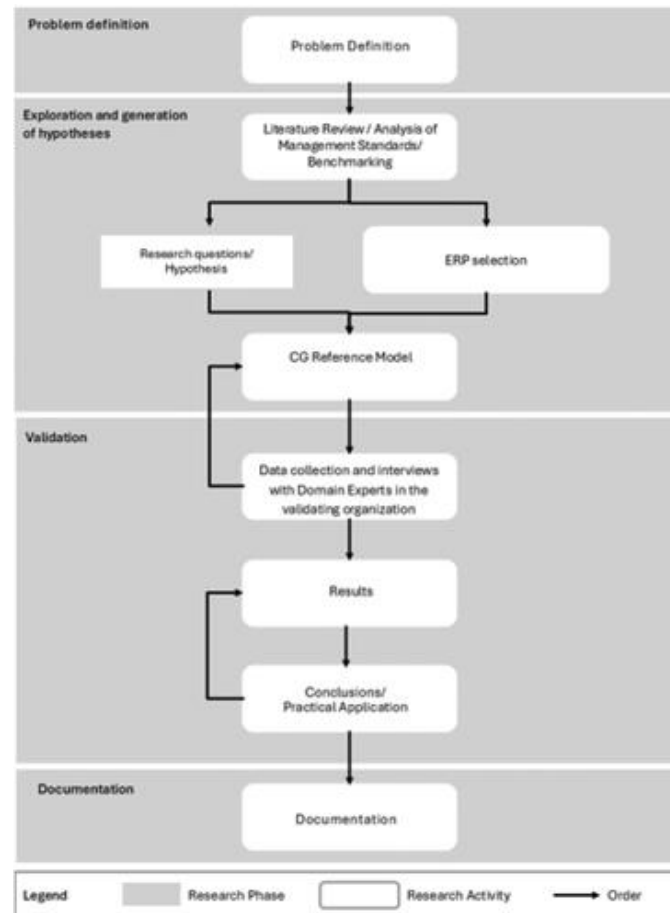 Problem definition
Problem Definition
Exploration and generation
of hypotheses
Literature Review / Analysis of
Management Standards/
Benchmarking
Research questions/
Hypothesis
ERP selection
CG Reference Model
Validation
Data collection and interviews
with Domain Experts in the
validating organization
Results
Conclusions/
Practical Application
Documentation
Documentation
Legend
Research Phase
Research Activity
Order